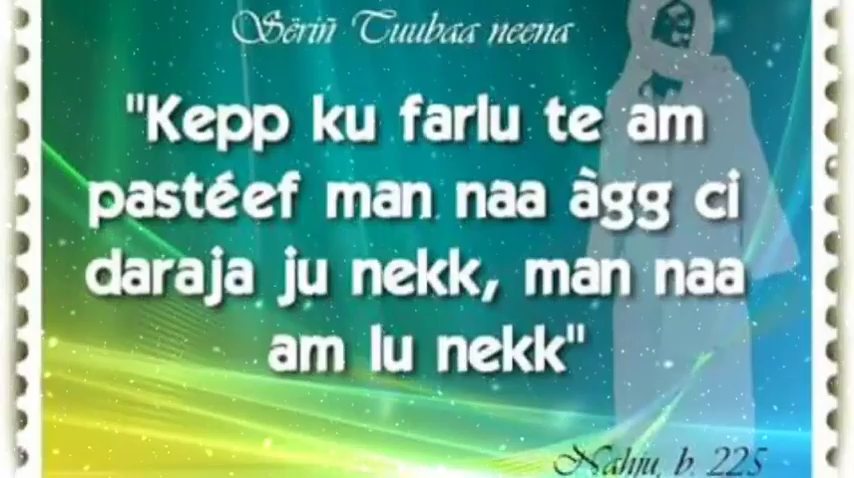 Sëriñ Tuubaa neena
"Kepp ku farlu te am
pastéef man naa àgg ci
daraja ju nekk, man naa
am lu nekk"
Nahju, b. 225